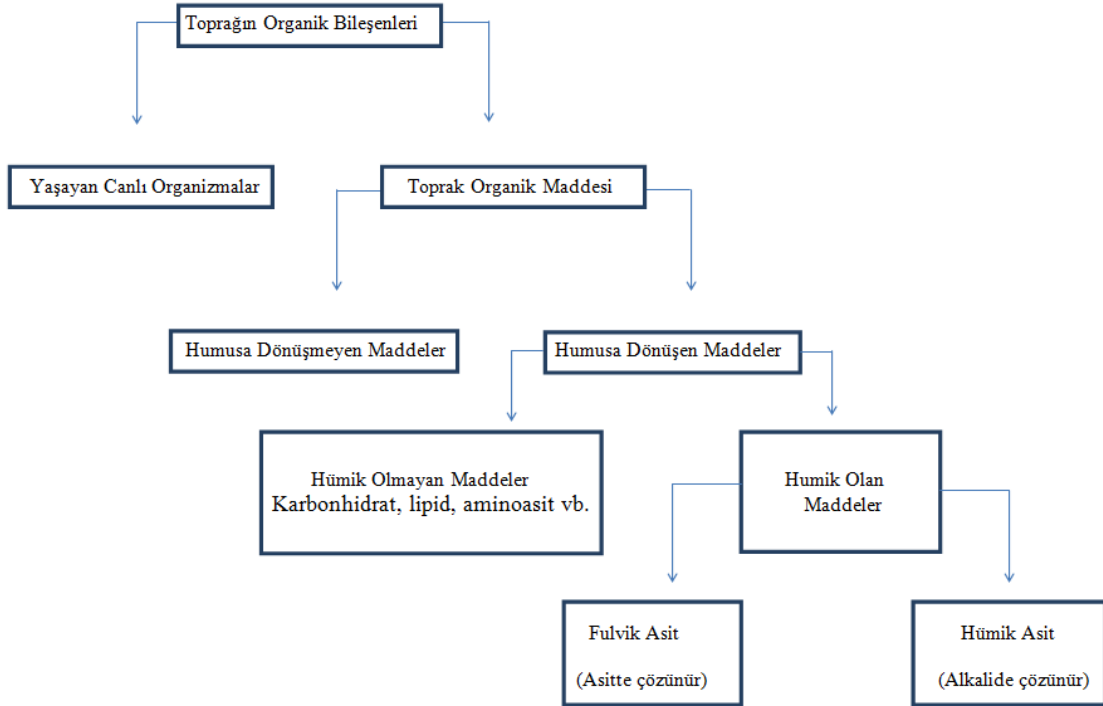 Toprağın Organik Bileşenleri
Yaşayan Canlı Organizmalar
Toprak Organik Maddesi
Humusa Dönüşmeyen Maddeler
Humusa Dönüşen Maddeler
Hümik Olmayan Maddeler
Karbonhidrat, lipid, aminoasit vb.
Humik Olan
Maddeler
Fulvik Asit
(Asitte çözünür)
Hümik Asit
(Alkalide çözünür)